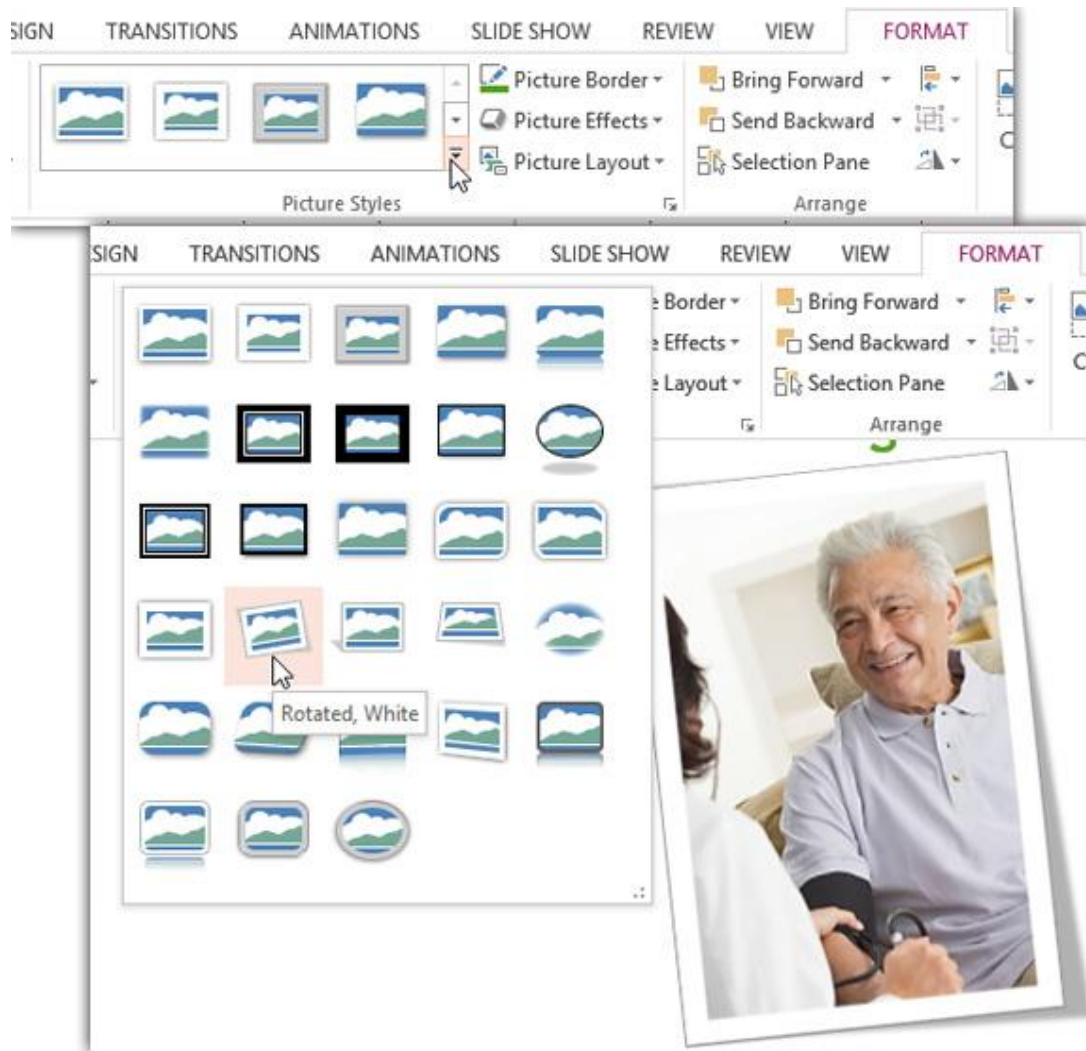 SIGN TRANSITIONS ANIMATIONS SLIDE SHOW REVIEW VIEW FORMAT
Picture Border
Bring Forward
Picture Effects
Send Backward
Picture Layout
Selection Pane
Picture Styles
Arrange
SIGN TRANSITIONS ANIMATIONS SLIDE SHOW REVIEW VIEW FORMAT
e Border
Bring Forward
e Effects
Send Backward
e Layout
Selection Pane
Arrange
Rotated, White